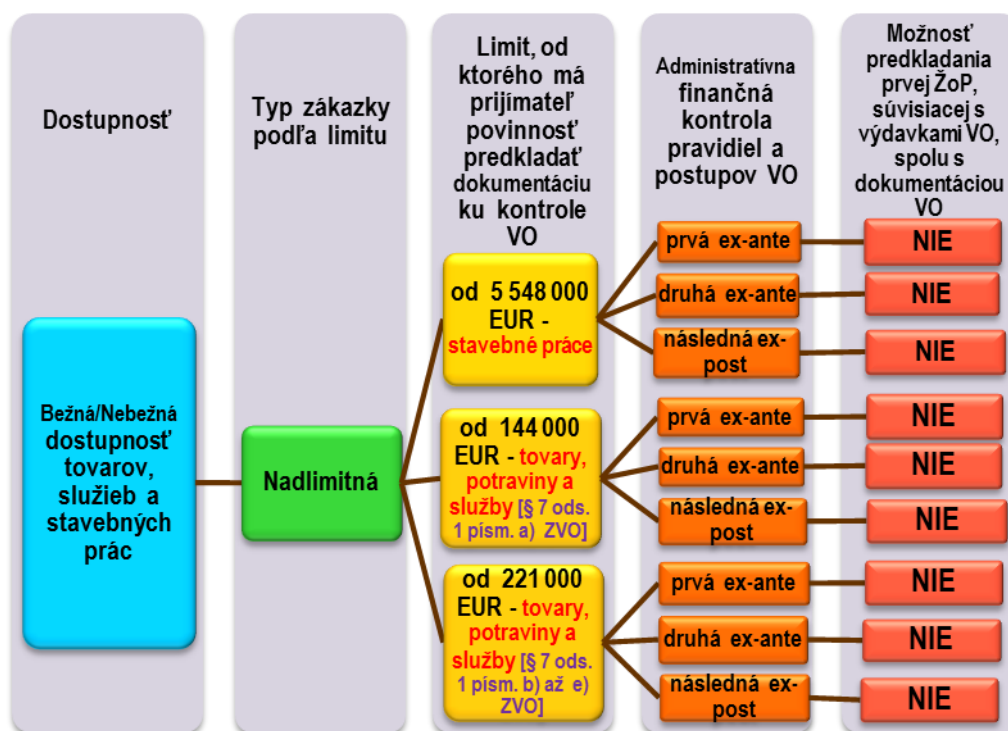 Dostupnosť
Typ zákazky
podľa limitu
Limit, od
ktorého má
prijímateľ
povinnosť
predkladať
dokumentáciu
ku kontrole
VO
Administratívna
finančná
kontrola
pravidiel a
postupov VO
Možnosť
predkladania
prvej ŽoP,
súvisiacej s
výdavkami VO,
spolu s
dokumentáciou
VO
Bežná/Nebežná
dostupnosť
tovarov,
služieb a
stavebných
prác
Nadlimitná
od 5 548 000
EUR -
stavebné práce
prvá ex-ante
NIE
druhá ex-ante
NIE
následná ex-
post
NIE
od 144 000
EUR - tovary,
potraviny a
služby [§ 7 ods.
1 písm. a) ZVO]
prvá ex-ante
NIE
druhá ex-ante
NIE
následná ex-
post
NIE
od 221 000
EUR - tovary,
potraviny a
služby [§ 7 ods.
1 písm. b) až e)
ZVO]
prvá ex-ante
NIE
druhá ex-ante
NIE
následná ex-
post
NIE